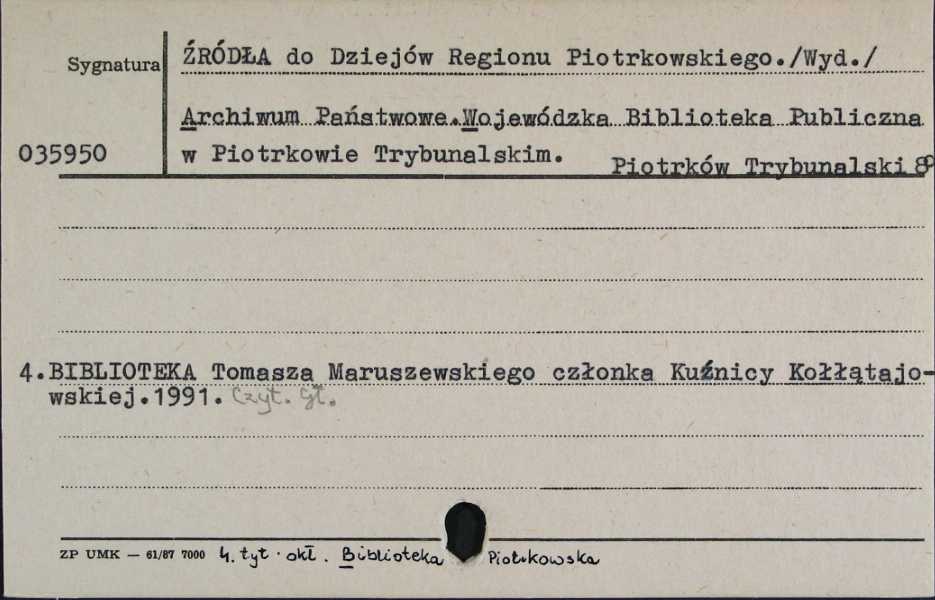 Sygnatura
ŹRÓDŁA do Dziejów Regionu Piotrkowskiego./Wyd./
Archiwum Państwowe.Wojewódzka Biblioteka Publiczna
035950
w Piotrkowie Trybunalskim.
Piotrków Trybunalski 8°
4.BIBLIOTEKA Tomasza Maruszewskiego członka Kuźnicy Kołłątajo-
wskiej.1991. Czyt. Gł.
ZP UMK — 61/87 7000 4. tyt. okł. Biblioteka Piotrkowska